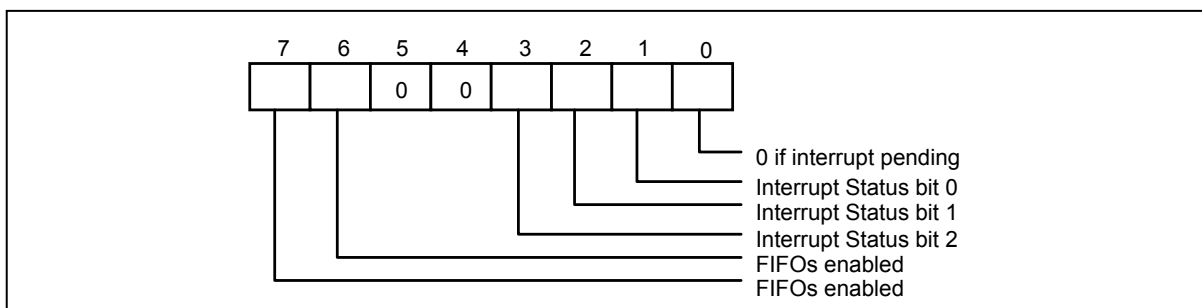 7 6 5 4 3 2 1 0
0 0
0 if interrupt pending
Interrupt Status bit 0
Interrupt Status bit 1
Interrupt Status bit 2
FIFOs enabled
FIFOs enabled